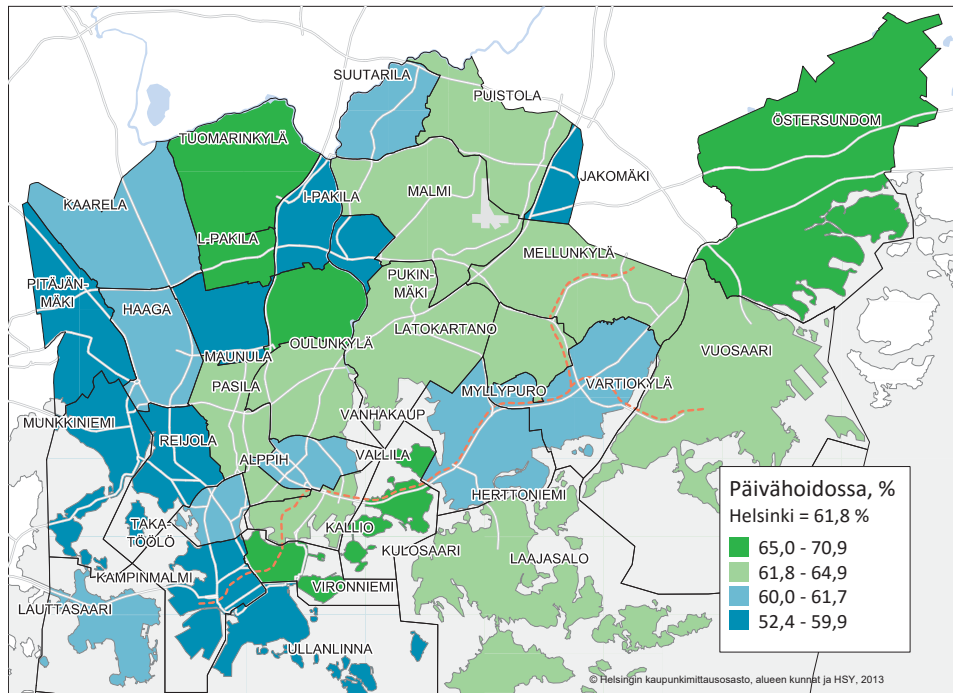 SUUTARILA
PUISTOLA
ÖSTERSUNDOM
TUOMARINKYLÄ
JAKOMÄKI
I-PAKILA
MALMI
KAARELA
L-PAKILA
MELLUNKYLÄ
PITÄJÄN-
MÄKI
PUKIN-
MÄKI
HAAGA
LATOKARTANO
OULUNKYLÄ
VUOSAARI
MAUNULA
PASILA
MYLLYPURO
VARTIOKYLÄ
VANHAKAUP
MUNKKINIEMI
REIJOLA
ALPPIH
VALLILA
HERTTONIEMI
TAKA-
TÖÖLÖ
KALLIO
KULOSAARI
LAAJASALO
KAMPINMALMI
VIRONNIEMI
LAUTTASAARI
ULLANLINNA
Päivähoidossa, %
Helsinki = 61,8 %
65,0 - 70,9
61,8 - 64,9
60,0 - 61,7
52,4 - 59,9
© Helsingin kaupunkimittausosasto, alueen kunnat ja HSY, 2013